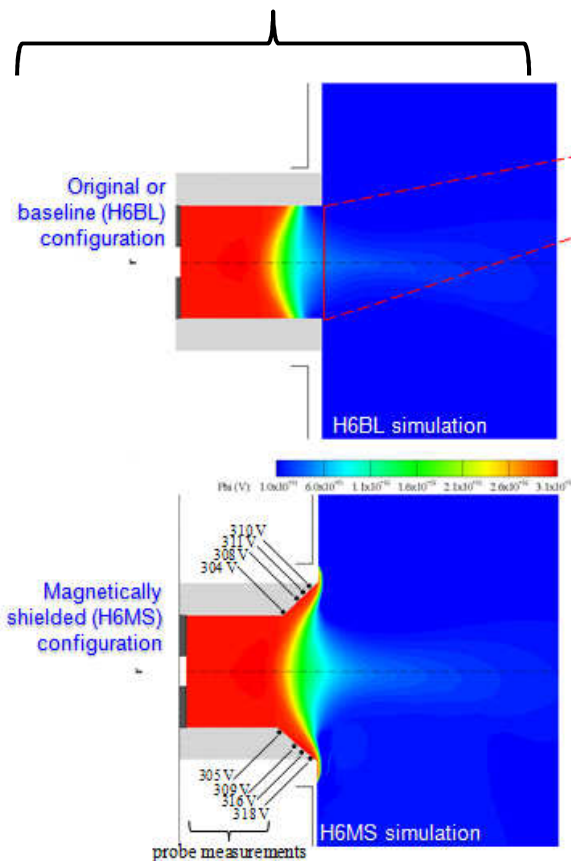 Original or
baseline (H6BL)
configuration
r
H6BL simulation
Phi (V):
310 V
311 V
308 V
304 V
Magnetically
shielded (H6MS)
configuration
r
305 V
309 V
316 V
318 V
H6MS simulation
probe measurements